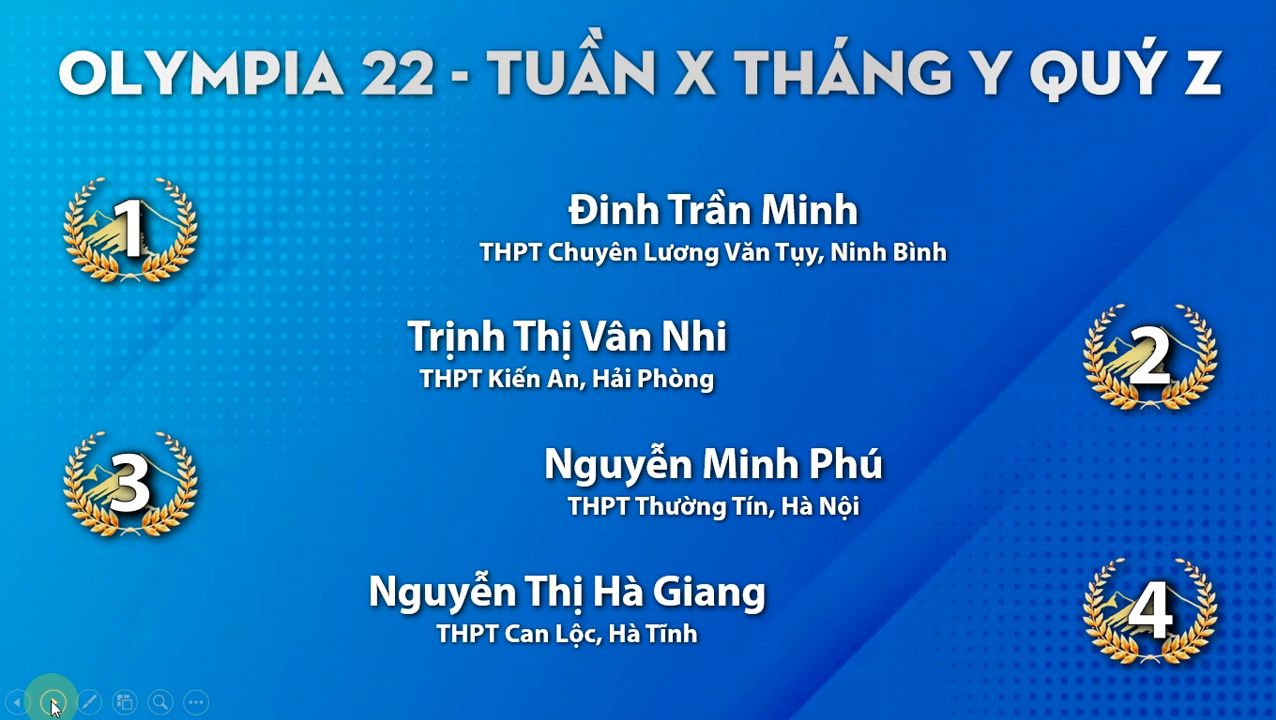 OLYMPIA 22 - TUẦN X THÁNG Y QUÝ Z
1
Đinh Trần Minh
THPT Chuyên Lương Văn Tụy, Ninh Bình
Trịnh Thị Vân Nhi
THPT Kiến An, Hải Phòng
2
3
Nguyễn Minh Phú
THPT Thường Tín, Hà Nội
Nguyễn Thị Hà Giang
THPT Can Lộc, Hà Tĩnh
4